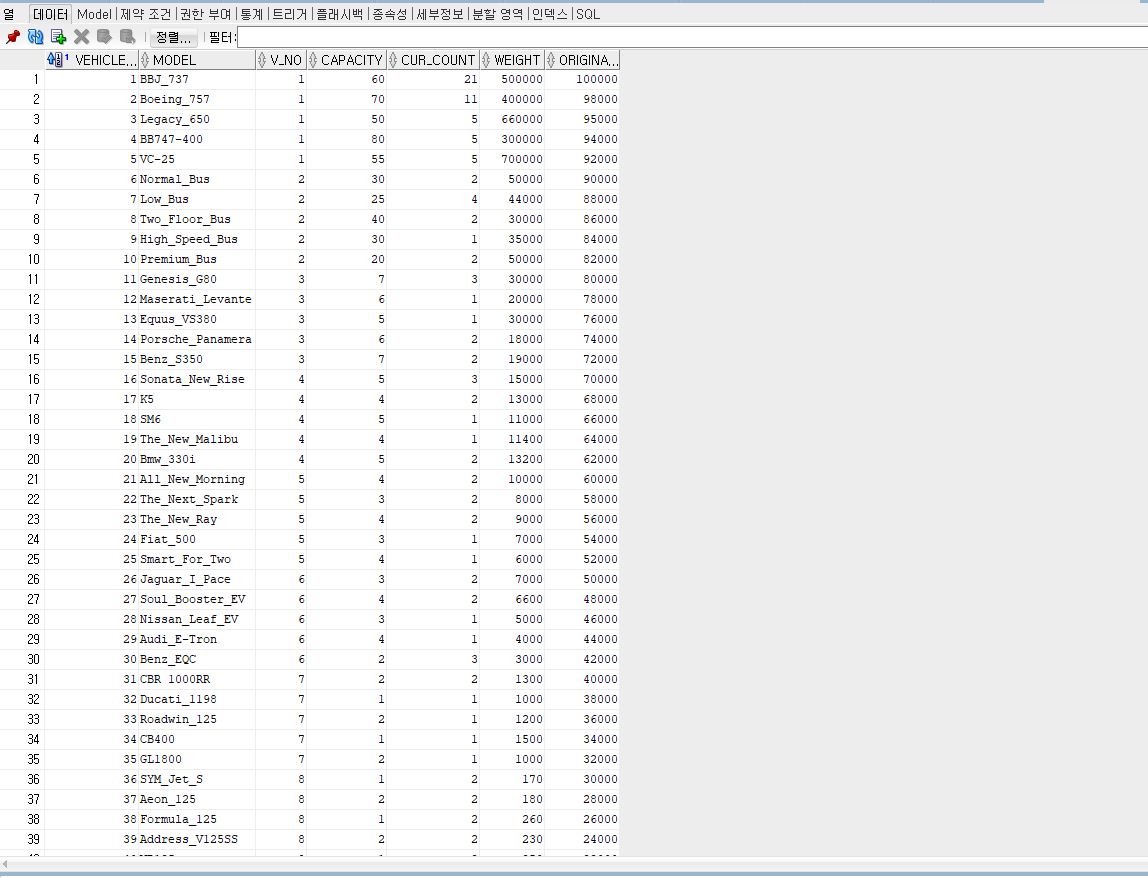 열 데이터 Model 제약 조건 권한 부여 통계 트리거 플래시백 종속성 세부정보 분할 영역 인덱스 SQL
정렬... 필터:
1 VEHICLE... MODEL V_NO CAPACITY CUR_COUNT WEIGHT ORIGINA...
1 1 BBJ_737 1 60 21 500000 100000
2 2 Boeing_757 1 70 11 400000 98000
3 3 Legacy_650 1 50 5 660000 95000
4 4 BB747-400 1 80 5 300000 94000
5 5 VC-25 1 55 5 700000 92000
6 6 Normal_Bus 2 30 2 50000 90000
7 7 Low_Bus 2 25 4 44000 88000
8 8 Two_Floor_Bus 2 40 2 30000 86000
9 9 High_Speed_Bus 2 30 1 35000 84000
10 10 Premium_Bus 2 20 2 50000 82000
11 11 Genesis_G80 3 7 3 30000 80000
12 12 Maserati_Levante 3 6 1 20000 78000
13 13 Equus_VS380 3 5 1 30000 76000
14 14 Porsche_Panamera 3 6 2 18000 74000
15 15 Benz_S350 3 7 2 19000 72000
16 16 Sonata_New_Rise 4 5 3 15000 70000
17 17 K5 4 4 2 13000 68000
18 18 SM6 4 5 1 11000 66000
19 19 The_New_Malibu 4 4 1 11400 64000
20 20 Bmw_330i 4 5 2 13200 62000
21 21 All_New_Morning 5 4 2 10000 60000
22 22 The_Next_Spark 5 3 2 8000 58000
23 23 The_New_Ray 5 4 2 9000 56000
24 24 Fiat_500 5 3 1 7000 54000
25 25 Smart_For_Two 5 4 1 6000 52000
26 26 Jaguar_I_Pace 6 3 2 7000 50000
27 27 Soul_Booster_EV 6 4 2 6600 48000
28 28 Nissan_Leaf_EV 6 3 1 5000 46000
29 29 Audi_E-Tron 6 4 1 4000 44000
30 30 Benz_EQC 6 2 3 3000 42000
31 31 CBR 1000RR 7 2 2 1300 40000
32 32 Ducati_1198 7 1 1 1000 38000
33 33 Roadwin_125 7 2 1 1200 36000
34 34 CB400 7 1 1 1500 34000
35 35 GL1800 7 2 1 1000 32000
36 36 SYM_Jet_S 8 1 2 170 30000
37 37 Aeon_125 8 2 2 180 28000
38 38 Formula_125 8 1 2 260 26000
39 39 Address_V125SS 8 2 2 230 24000